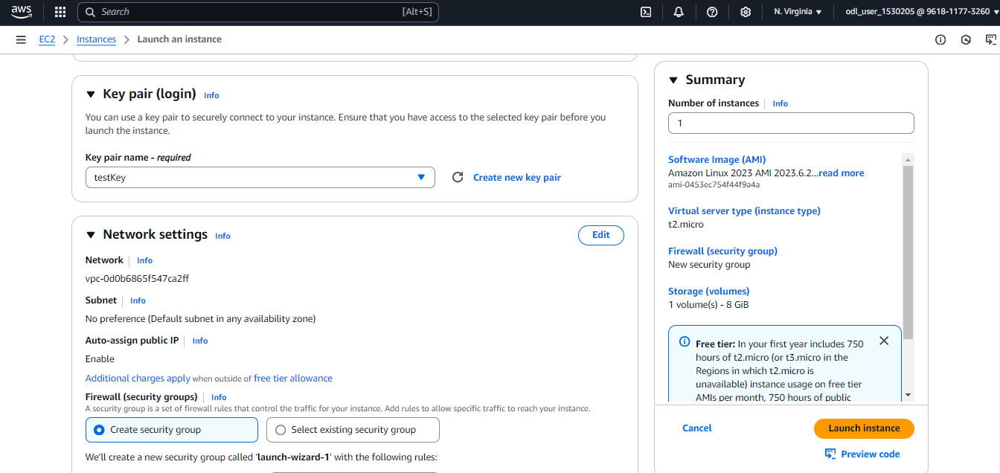 aws
Search
[Alt+S]
N. Virginia
odl_user_1530205 @ 9618-1177-3260
EC2
Instances
Launch an instance
Key pair (login) Info
You can use a key pair to securely connect to your instance. Ensure that you have access to the selected key pair before you
launch the instance.
Key pair name - required
testKey
Create new key pair
Network settings Info
Edit
Network Info
vpc-0d0b6865f547ca2ff
Subnet Info
No preference (Default subnet in any availability zone)
Auto-assign public IP Info
Enable
Additional charges apply when outside of free tier allowance
Firewall (security groups) Info
A security group is a set of firewall rules that control the traffic for your instance. Add rules to allow specific traffic to reach your instance.
Create security group
Select existing security group
We'll create a new security group called 'launch-wizard-1' with the following rules:
Summary
Number of instances Info
1
Software Image (AMI)
Amazon Linux 2023 AMI 2023.6.2...read more
ami-0453ec754f44f9a4a
Virtual server type (instance type)
t2.micro
Firewall (security group)
New security group
Storage (volumes)
1 volume(s) - 8 GiB
Free tier: In your first year includes 750
hours of t2.micro (or t3.micro in the
Regions in which t2.micro is
unavailable) instance usage on free tier
AMIs per month, 750 hours of public
Cancel
Launch instance
Preview code